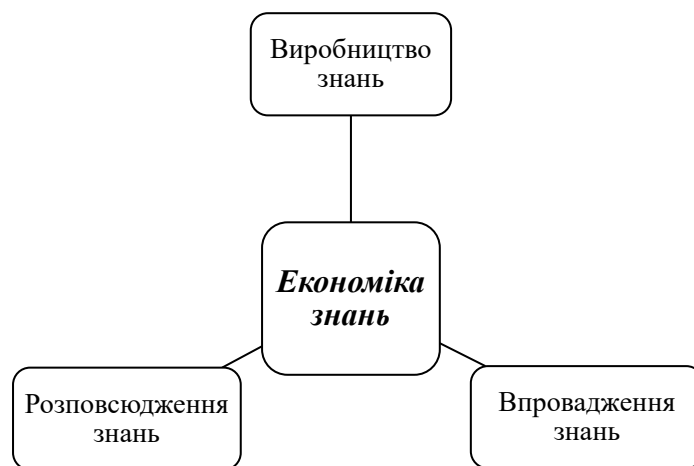 Виробництво
знань
Економіка
знань
Розповсюдження
знань
Впровадження
знань